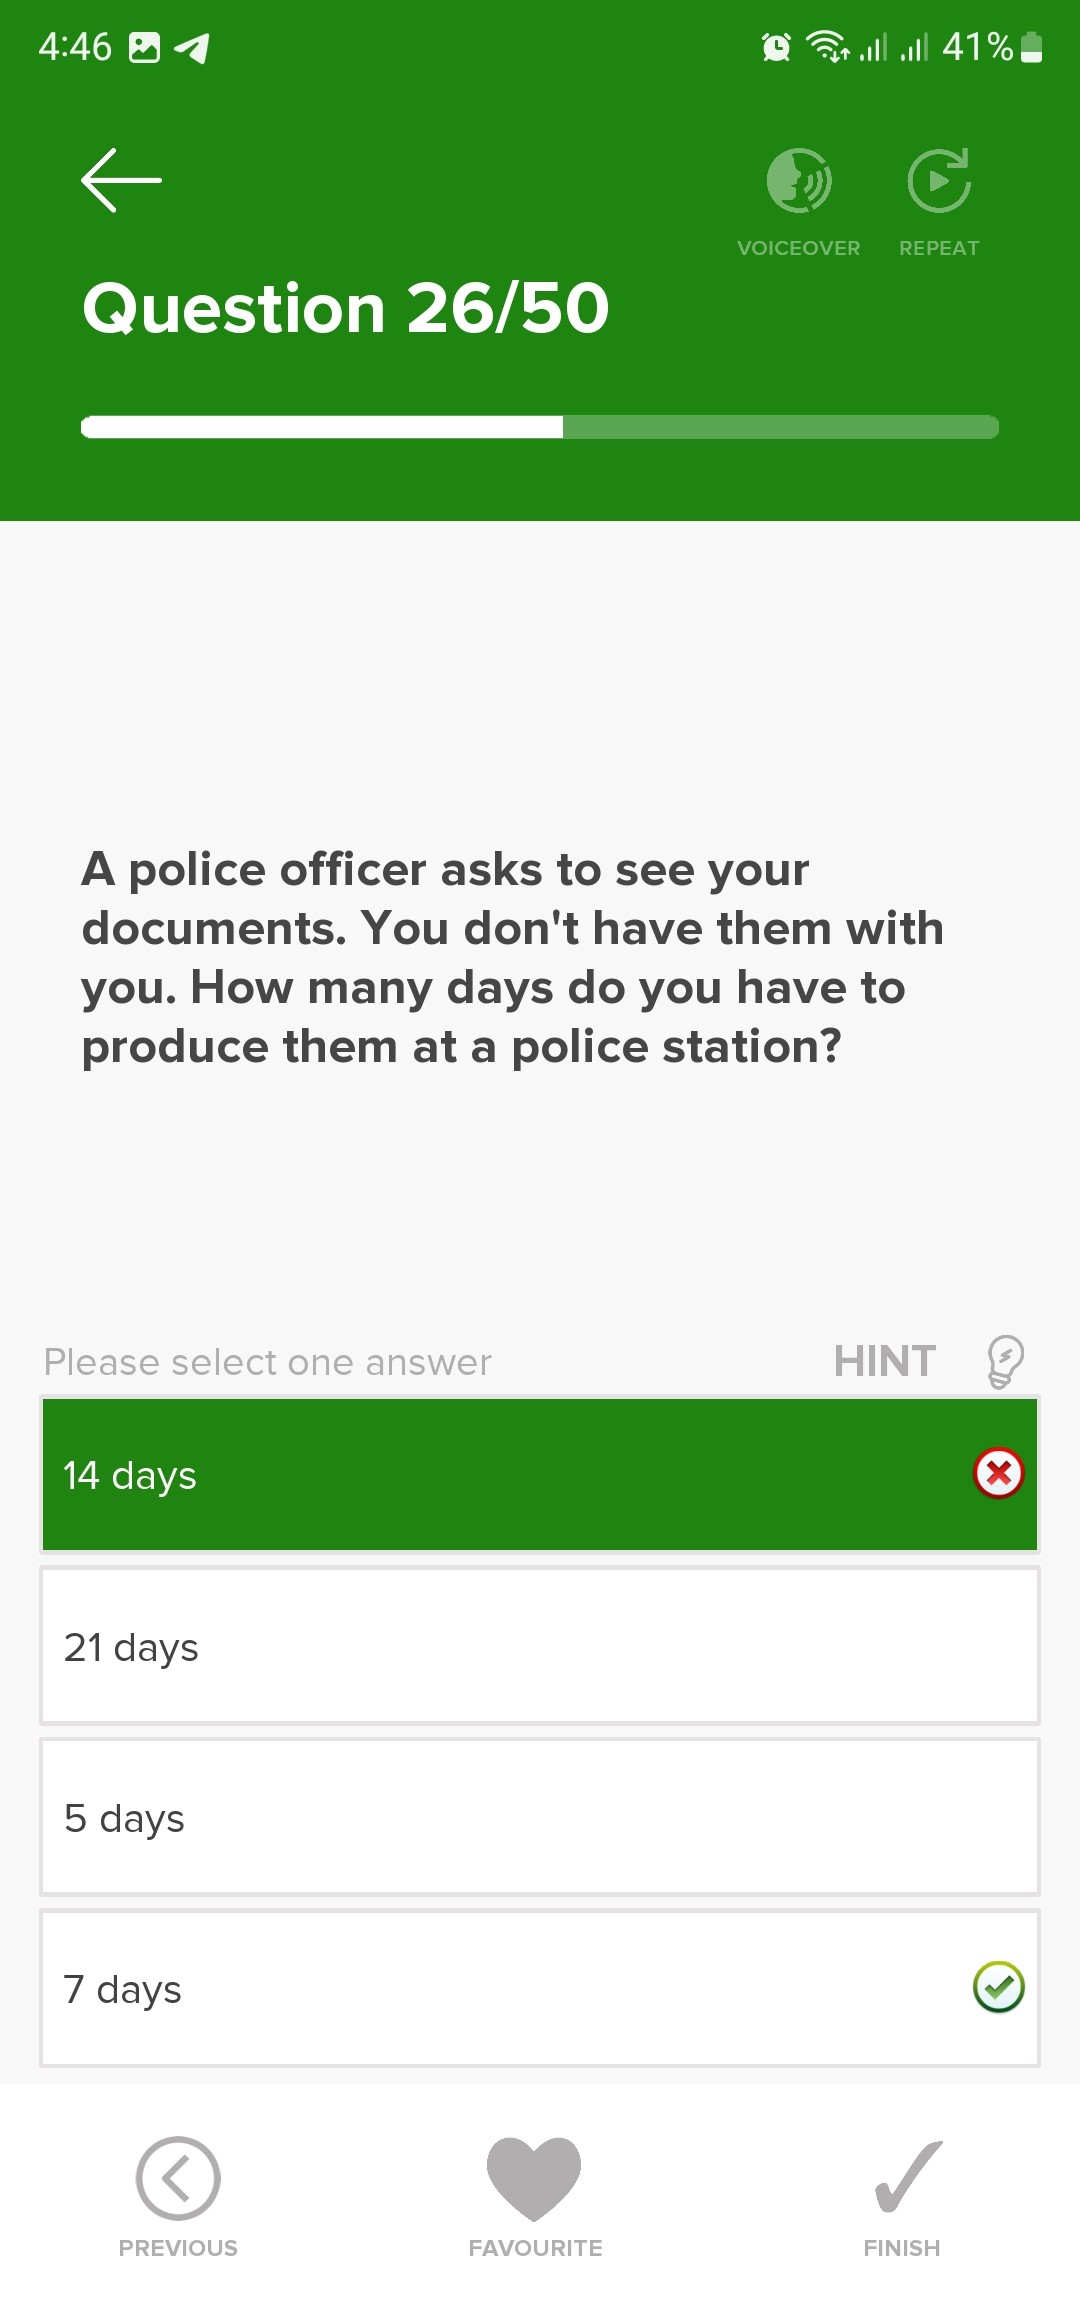 4:46 41%
VOICEOVER REPEAT
Question 26/50
A police officer asks to see your
documents. You don't have them with
you. How many days do you have to
produce them at a police station?
Please select one answer HINT
14 days
21 days
5 days
7 days
PREVIOUS FAVOURITE FINISH